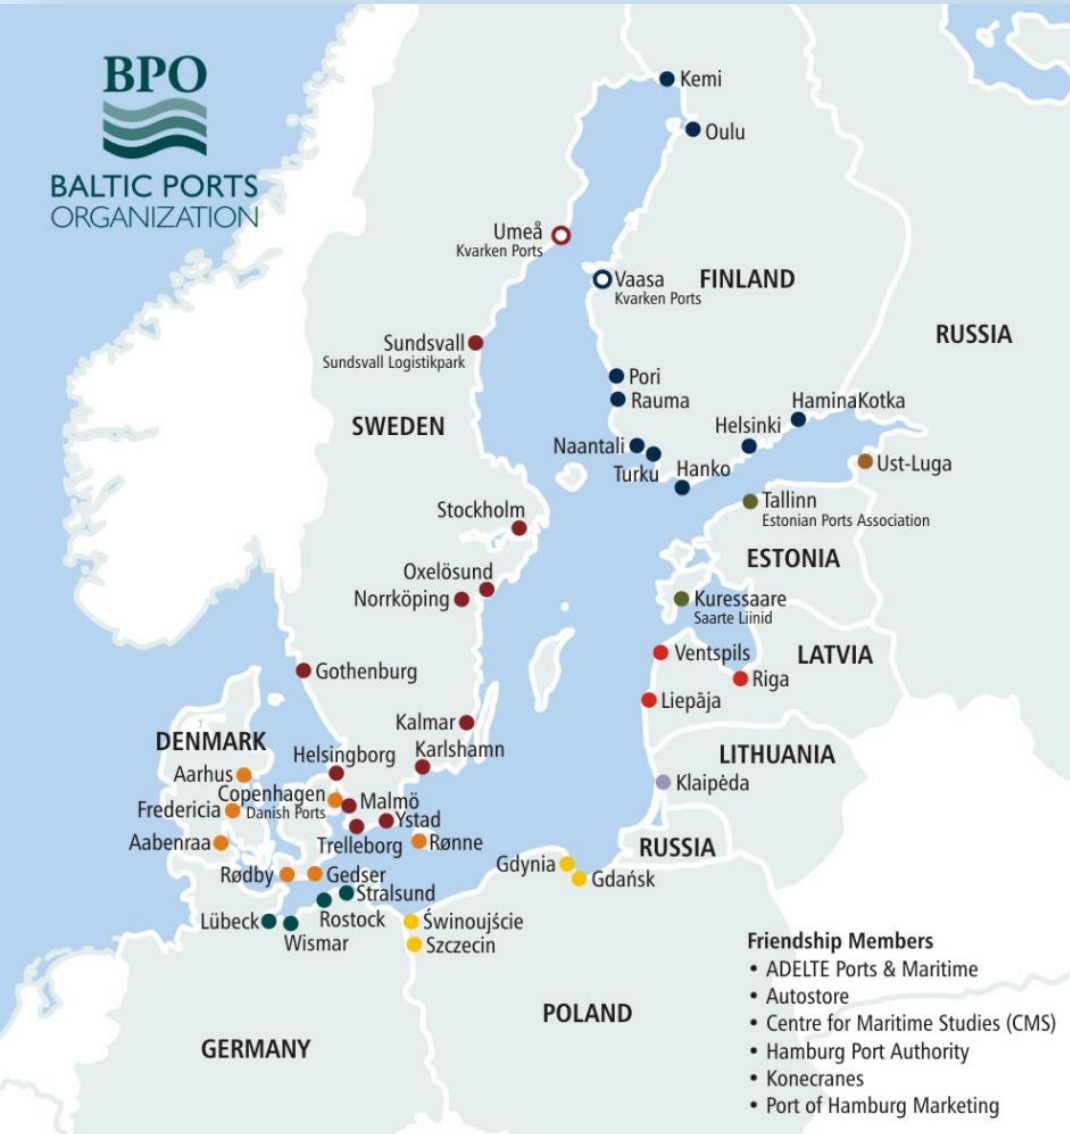 BPO
BALTIC PORTS
ORGANIZATION
Kemi
Oulu
Umeå
Kvarken Ports
Vaasa
Kvarken Ports
FINLAND
RUSSIA
Sundsvall
Sundsvall Logistikpark
Pori
Rauma
HaminaKotka
SWEDEN
Helsinki
Naantali
Turku
Hanko
Ust-Luga
Tallinn
Estonian Ports Association
Stockholm
ESTONIA
Oxelösund
Norrköping
Kuressaare
Saarte Liinid
Ventspils
LATVIA
Gothenburg
Riga
Liepāja
Kalmar
DENMARK
Karlshamn
Helsingborg
LITHUANIA
Aarhus
Klaipėda
Copenhagen
Danish Ports
Malmö
Fredericia
Ystad
Aabenraa
Trelleborg
Rønne
RUSSIA
Gdynia
Gdańsk
Rødby
Gedser
Stralsund
Lübeck
Rostock
Świnoujście
Wismar
Szczecin
POLAND
GERMANY
Friendship Members
• ADELTE Ports & Maritime
• Autostore
• Centre for Maritime Studies (CMS)
• Hamburg Port Authority
• Konecranes
• Port of Hamburg Marketing